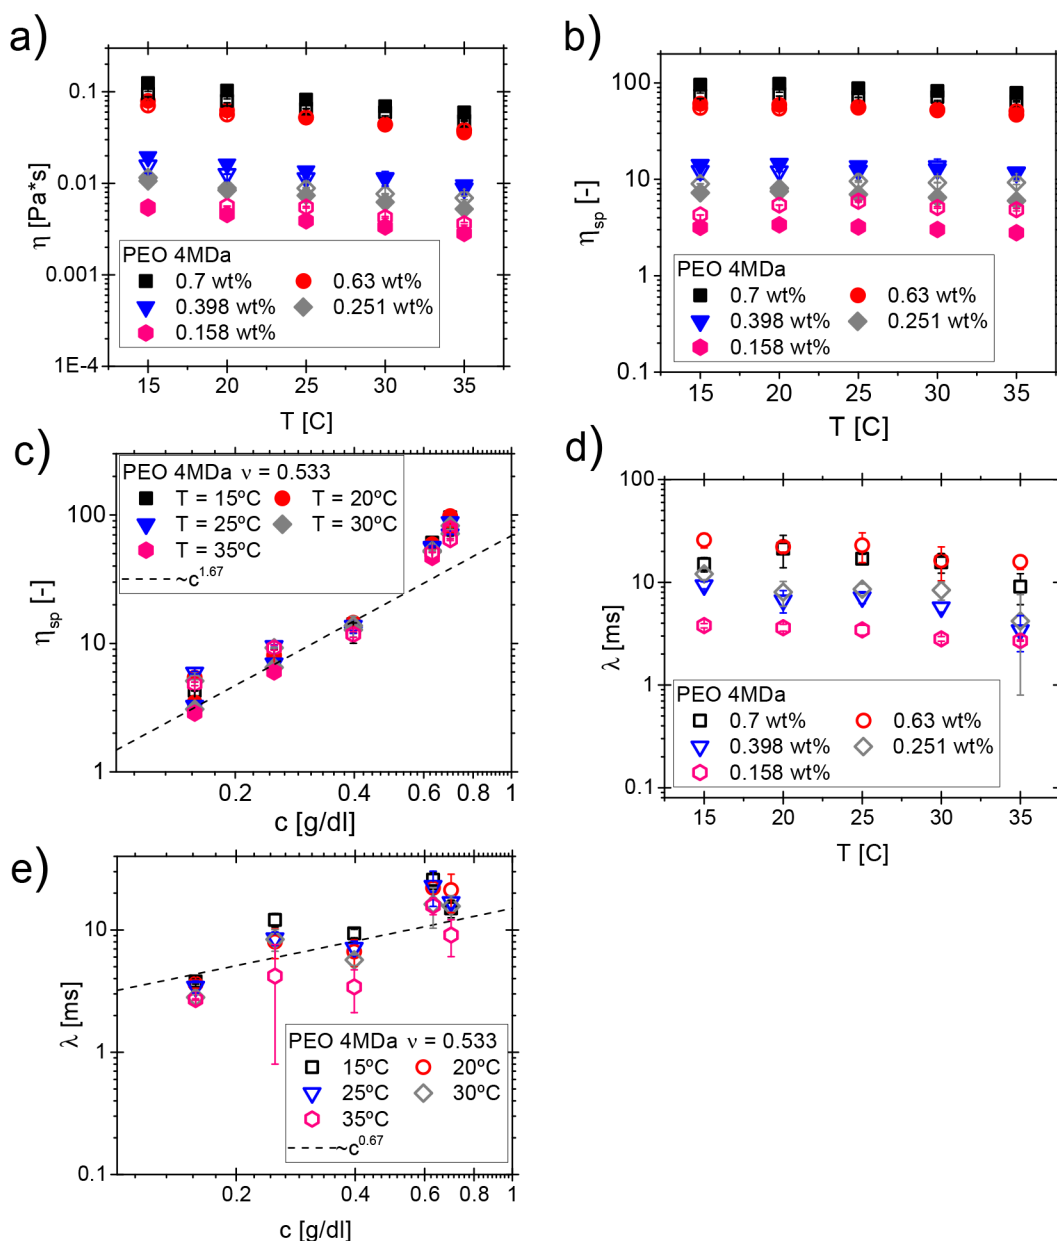 a)
η [Pa*s]
0.1
0.01
0.001
1E-4
15 20 25 30 35
T [C]
PEO 4MDa
0.7 wt% 0.63 wt%
0.398 wt% 0.251 wt%
0.158 wt%
b)
ηsp [-]
100
10
1
0.1
15 20 25 30 35
T [C]
PEO 4MDa
0.7 wt% 0.63 wt%
0.398 wt% 0.251 wt%
0.158 wt%
c)
ηsp [-]
100
10
1
0.2 0.4 0.6 0.8 1
c [g/dl]
PEO 4MDa ν = 0.533
T = 15ºC T = 20ºC
T = 25ºC T = 30ºC
T = 35ºC
~c^1.67
d)
λ [ms]
100
10
1
0.1
15 20 25 30 35
T [C]
PEO 4MDa
0.7 wt% 0.63 wt%
0.398 wt% 0.251 wt%
0.158 wt%
e)
λ [ms]
10
1
0.1
0.2 0.4 0.6 0.8 1
c [g/dl]
PEO 4MDa ν = 0.533
15ºC 20ºC
25ºC 30ºC
35ºC
~c^0.67